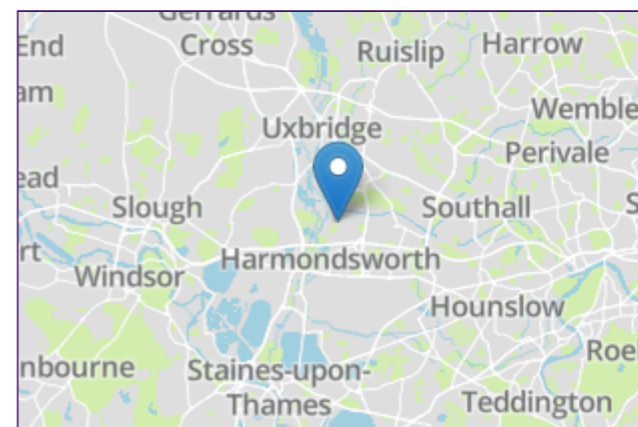 Gerrards
Cross
End
Ruislip
Harrow
am
Wemble
Uxbridge
Perivale
ead
Slough
Southall
S
rt
Harmondsworth
Windsor
Hounslow
Roe
nbourne
Staines-upon-
Thames
Teddington